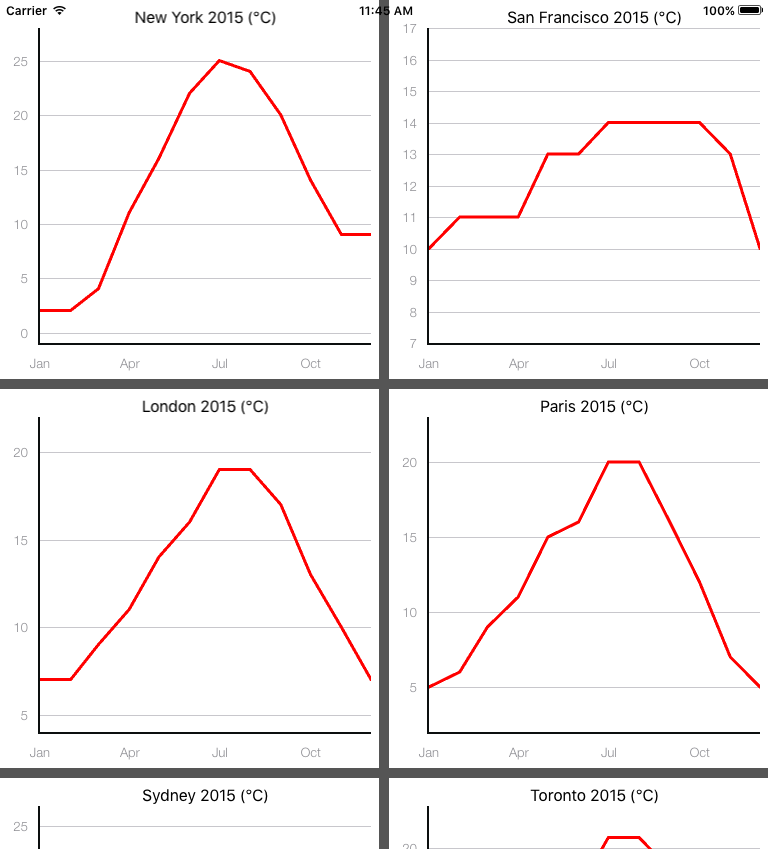 Carrier 11:45 AM 100%
New York 2015 (°C)
25
20
15
10
5
0
Jan Apr Jul Oct
San Francisco 2015 (°C)
17
16
15
14
13
12
11
10
9
8
7
Jan Apr Jul Oct
London 2015 (°C)
20
15
10
5
Jan Apr Jul Oct
Paris 2015 (°C)
20
15
10
5
Jan Apr Jul Oct
Sydney 2015 (°C)
25
Toronto 2015 (°C)
20